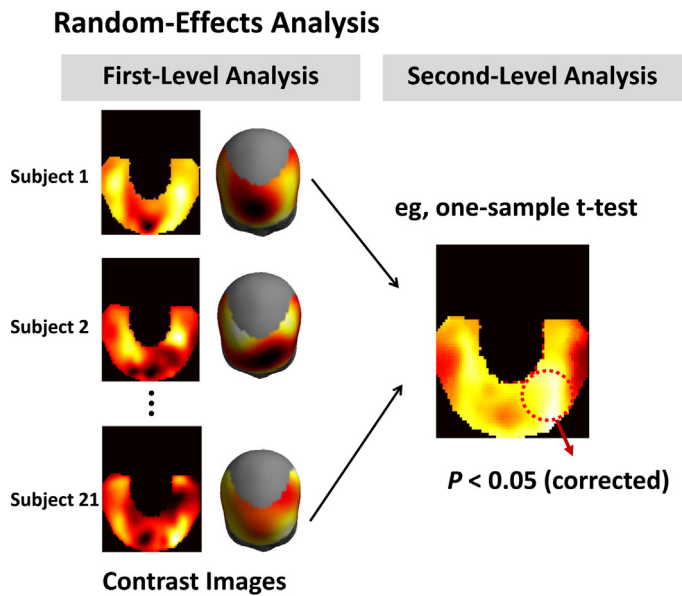 Random-Effects Analysis
First-Level Analysis
Second-Level Analysis
Subject 1
eg, one-sample t-test
Subject 2
Subject 21
P < 0.05 (corrected)
Contrast Images